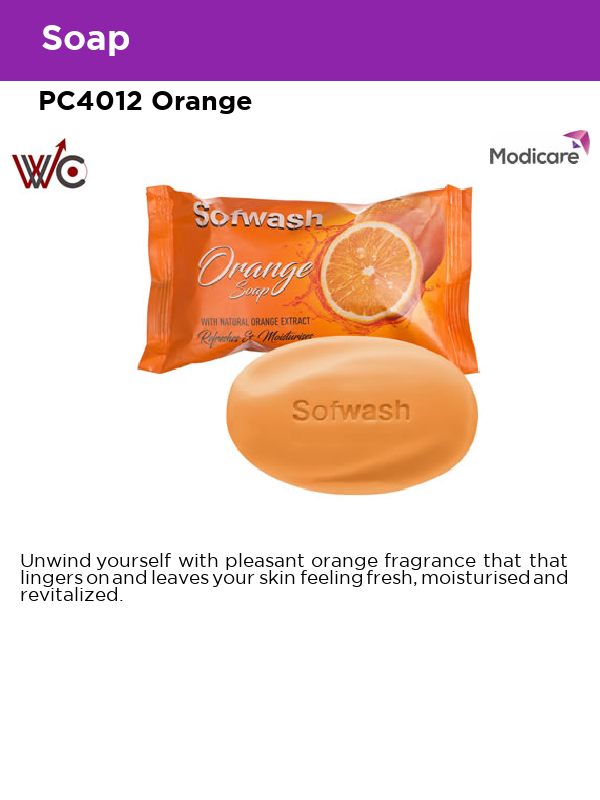 Soap
PC4012 Orange
WC
Modicare
Sofwash
Orange
Soap
WITH NATURAL ORANGE EXTRACT
Refreshes & Moisturises
Sofwash
Unwind yourself with pleasant orange fragrance that that
lingers on and leaves your skin feeling fresh, moisturised and
revitalized.